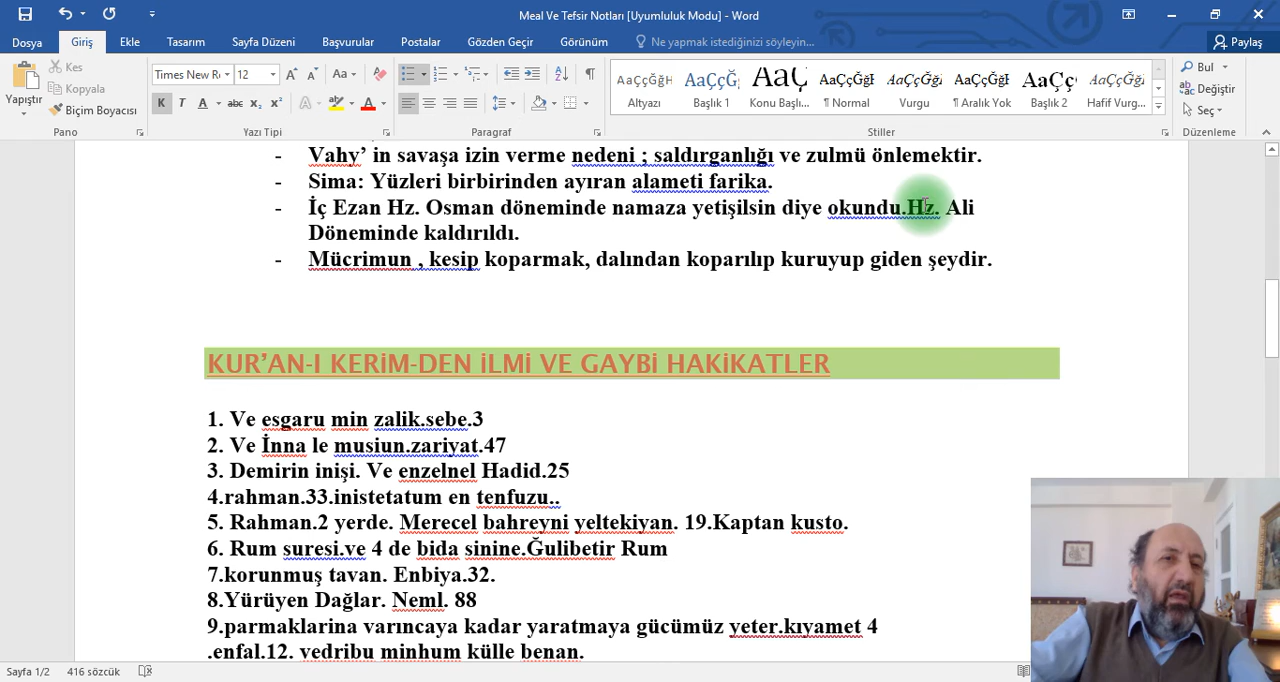 Meal Ve Tefsir Notları [Uyumluluk Modu] - Word
Dosya Giriş Ekle Tasarım Sayfa Düzeni Başvurular Postalar Gözden Geçir Görünüm Ne yapmak istediğinizi söyleyin... Paylaş
Yapıştır
Kes
Kopyala
Biçim Boyacısı
Pano
Times New Ro 12
Yazı Tipi
Paragraf
AaÇçĞğH AaÇçĞ AaÇ AaÇçĞğI AaÇçĞğI AaÇçĞğI AaÇçĞ AaÇçĞğH
Altyazı Başlık 1 Konu Başlı... ¶ Normal Vurgu ¶ Aralık Yok Başlık 2 Hafif Vurg...
Stiller
Bul
Değiştir
Seç
Düzenleme
- Vahy’ in savaşa izin verme nedeni ; saldırganlığı ve zulmü önlemektir.
- Sima: Yüzleri birbirinden ayıran alameti farika.
- İç Ezan Hz. Osman döneminde namaza yetişilsin diye okundu.Hz. Ali
Döneminde kaldırıldı.
- Mücrimun , kesip koparmak, dalından koparılıp kuruyup giden şeydir.
KUR’AN-I KERİM-DEN İLMİ VE GAYBİ HAKİKATLER
1. Ve esgaru min zalik.sebe.3
2. Ve İnna le musiun.zariyat.47
3. Demirin inişi. Ve enzelnel Hadid.25
4.rahman.33.inistetatum en tenfuzu..
5. Rahman.2 yerde. Merecel bahreyni yeltekiyan. 19.Kaptan kusto.
6. Rum suresi.ve 4 de bida sinine.Ğulibetir Rum
7.korunmuş tavan. Enbiya.32.
8.Yürüyen Dağlar. Neml. 88
9.parmaklarina varıncaya kadar yaratmaya gücümüz yeter.kıyamet 4
.enfal.12. vedribu minhum külle benan.
Sayfa 1/2 416 sözcük